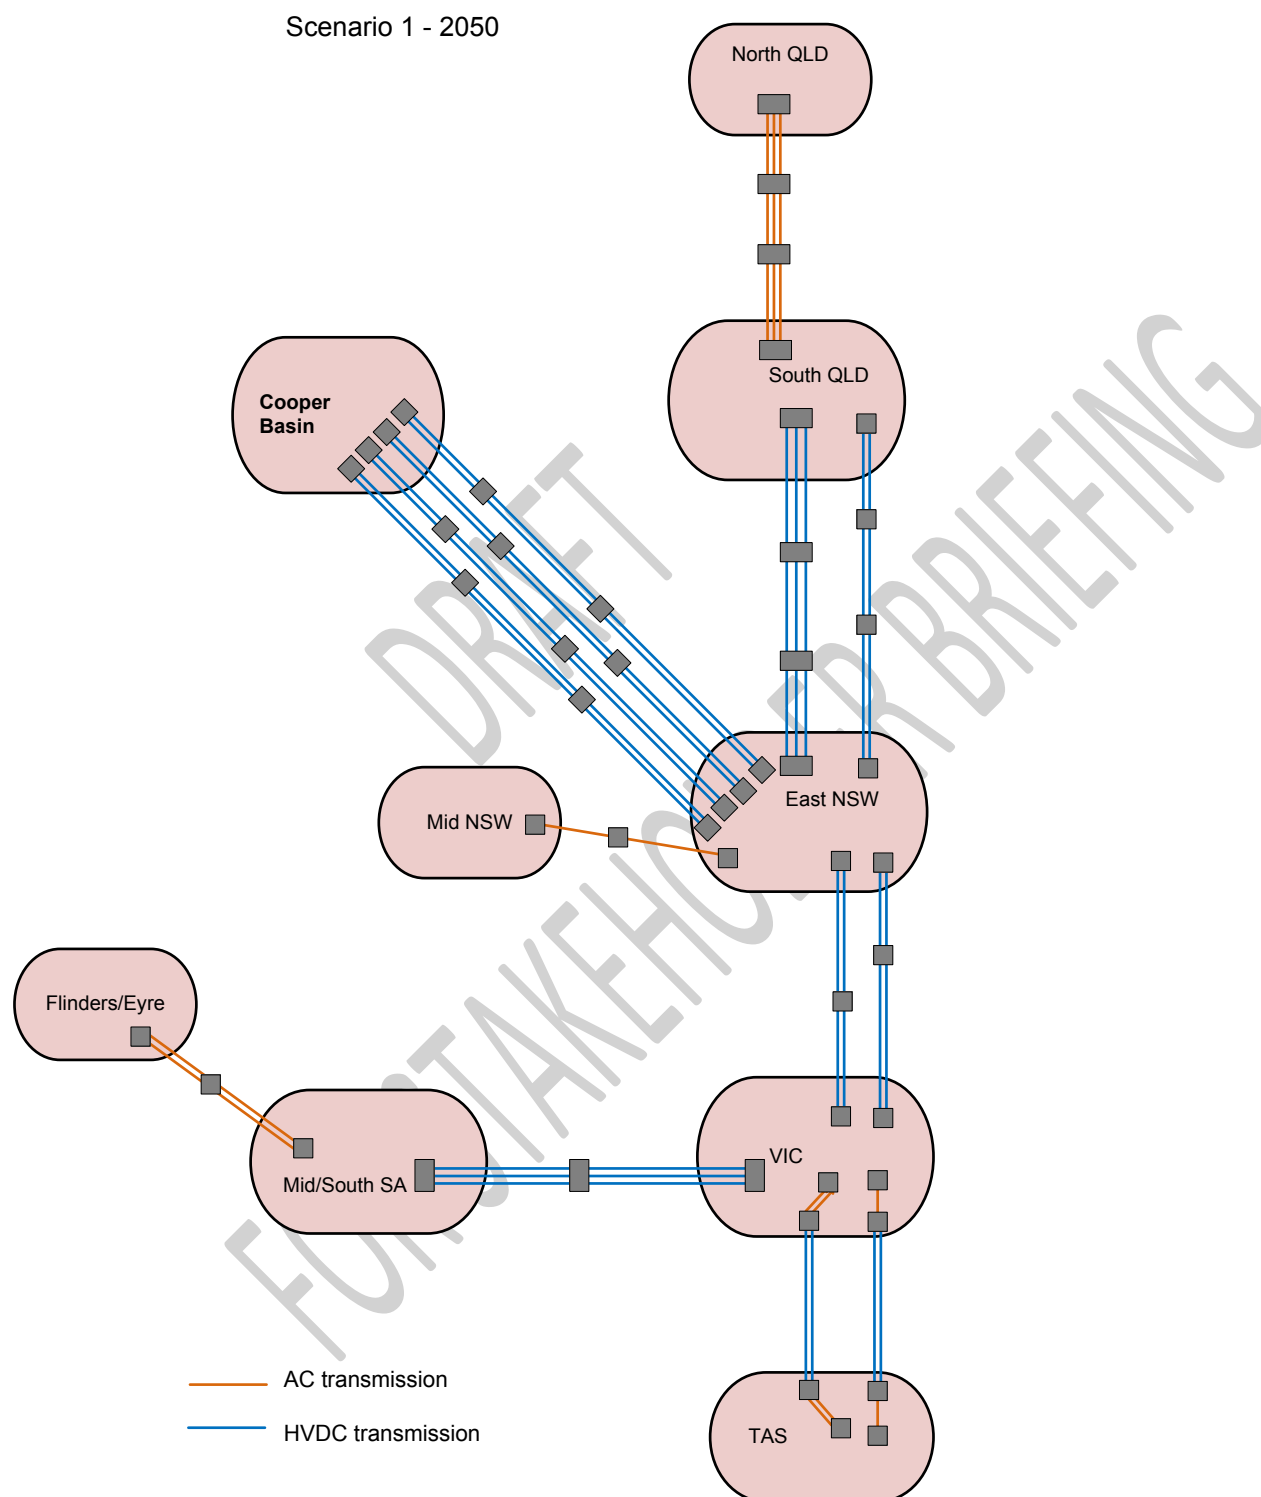 Scenario 1 - 2050
North QLD
South QLD
Cooper
Basin
East NSW
Mid NSW
Flinders/Eyre
Mid/South SA
VIC
TAS
AC transmission
HVDC transmission
DRAFT
FOR STAKEHOLDER BRIEFING